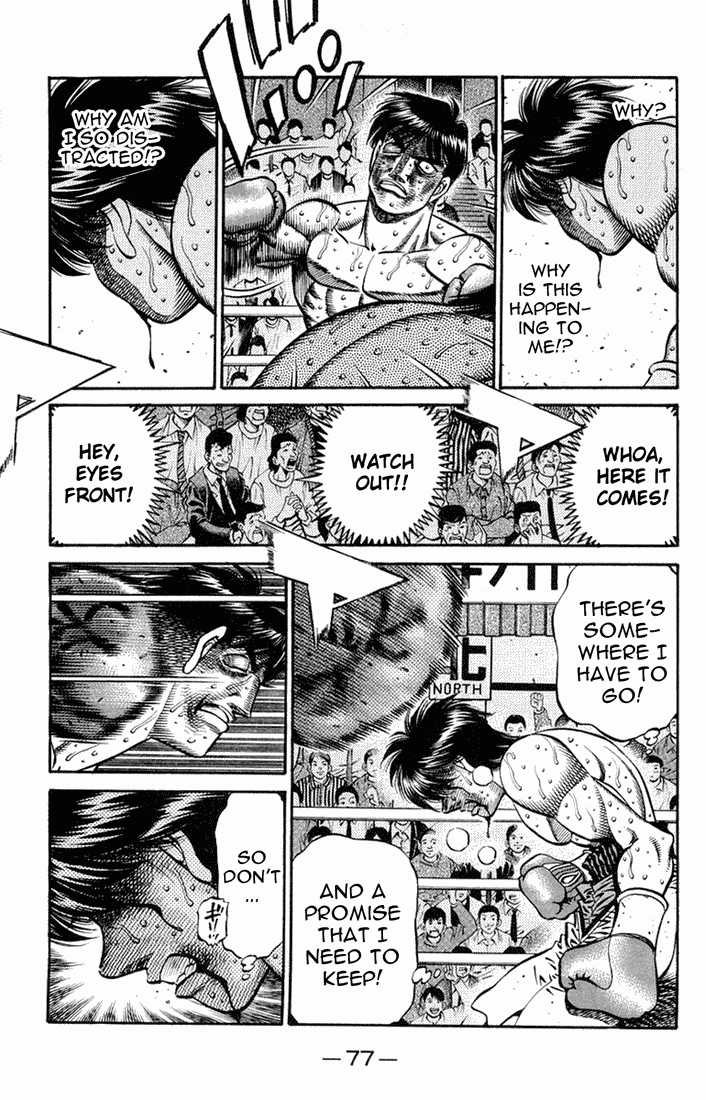 WHY?
WHY
IS THIS
HAPPEN-
ING TO
ME!?
WHY AM
I SO DIS-
TRACTED!?
WHOA,
HERE IT
COMES!
WATCH
OUT!!
HEY,
EYES
FRONT!
THERE'S
SOME-
WHERE I
HAVE TO
GO!
NORTH
AND A
PROMISE
THAT I
NEED TO
KEEP!
SO
DON'T
...
— 77 —